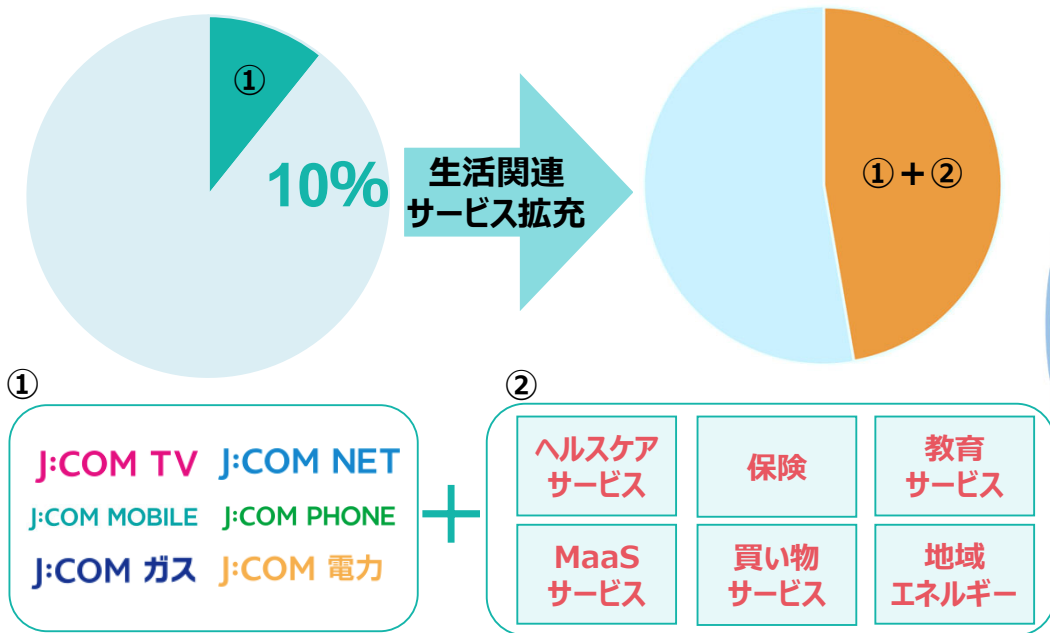 ①
10%
生活関連
サービス拡充
①+②
①
J:COM TV
J:COM NET
J:COM MOBILE
J:COM PHONE
J:COM ガス
J:COM 電力
+
②
ヘルスケア
サービス
保険
教育
サービス
MaaS
サービス
買い物
サービス
地域
エネルギー